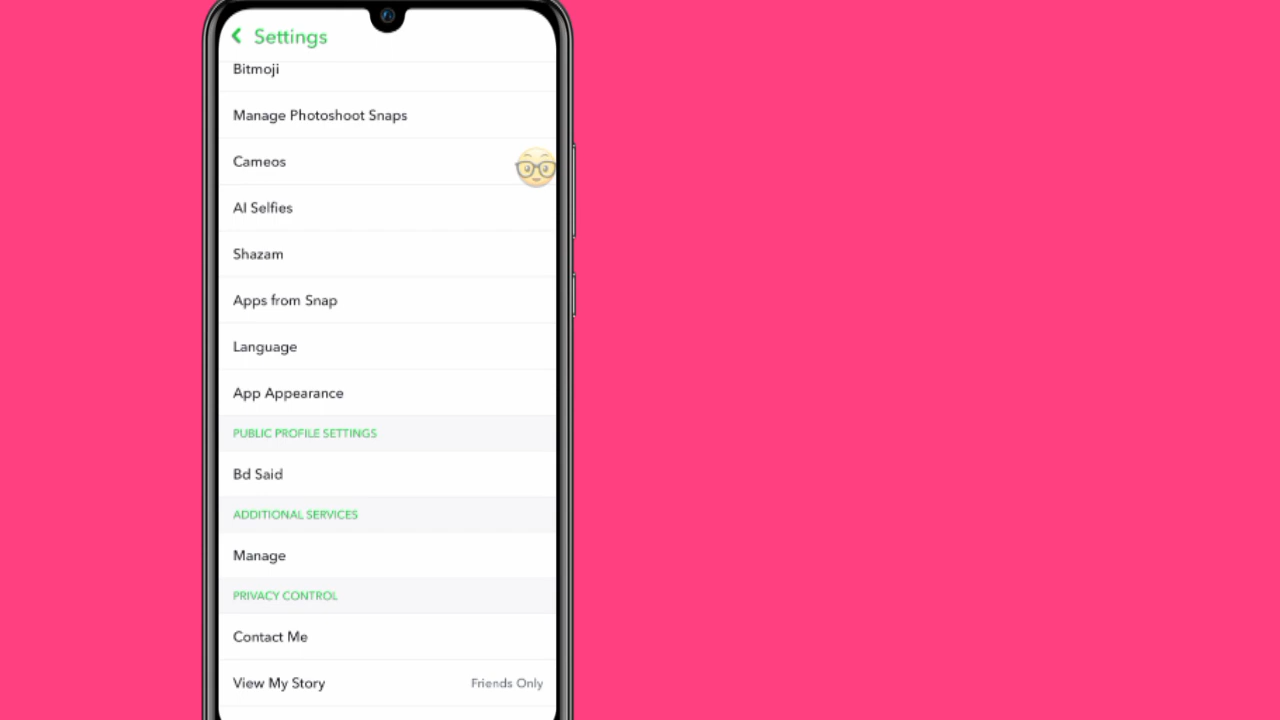 Settings
Bitmoji
Manage Photoshoot Snaps
Cameos
AI Selfies
Shazam
Apps from Snap
Language
App Appearance
PUBLIC PROFILE SETTINGS
Bd Said
ADDITIONAL SERVICES
Manage
PRIVACY CONTROL
Contact Me
View My Story Friends Only